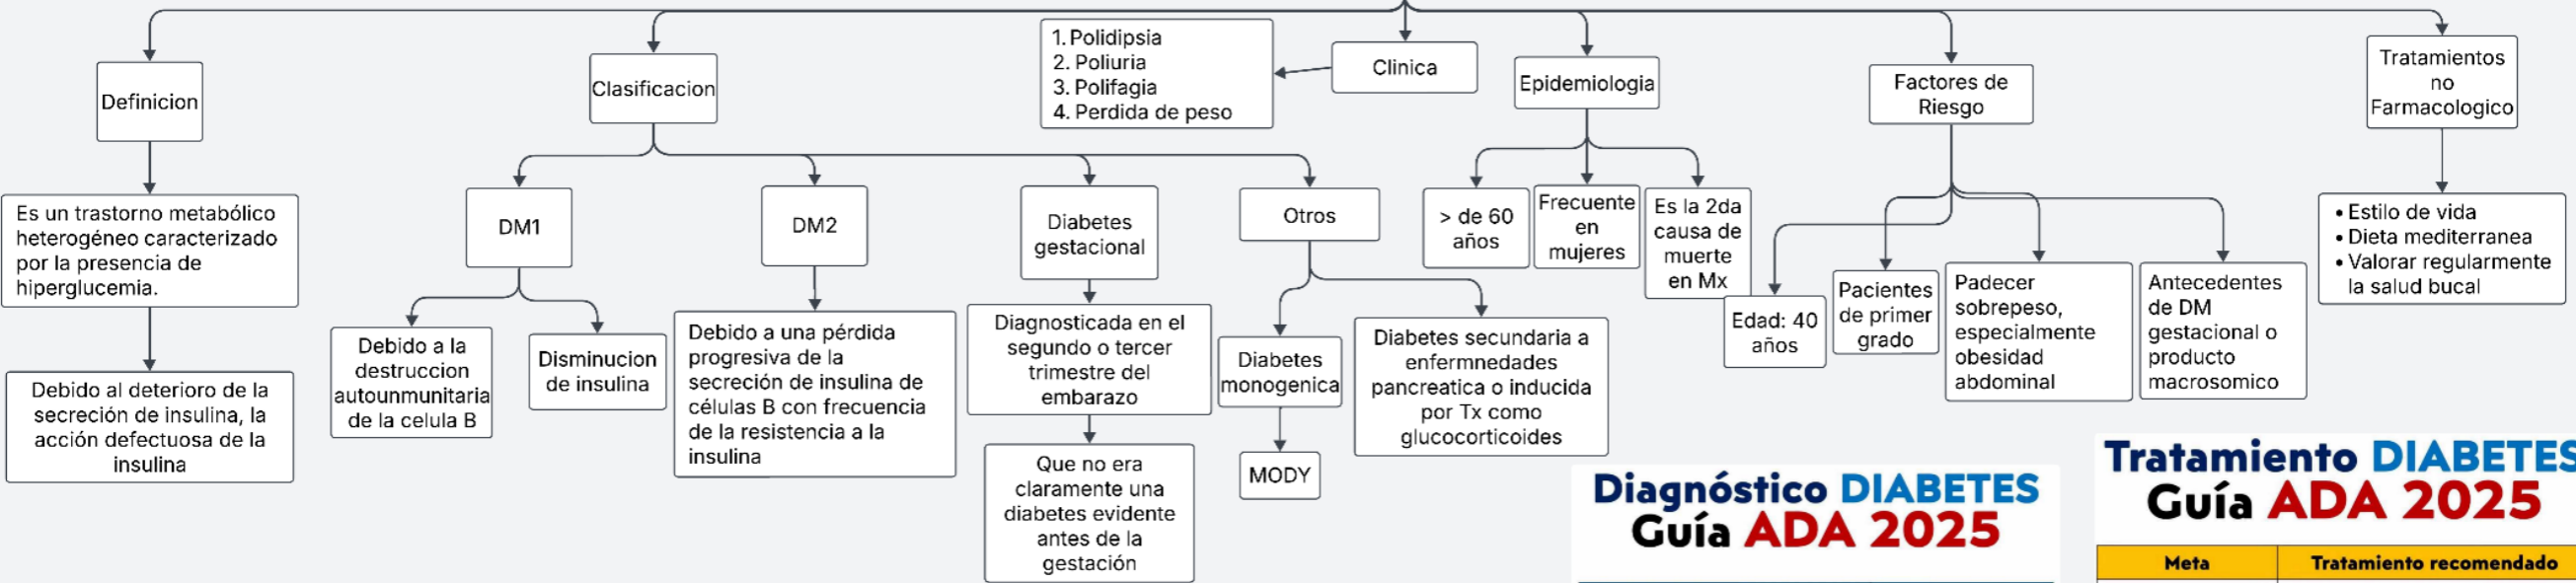 Definicion
Es un trastorno metabólico
heterogéneo caracterizado
por la presencia de
hiperglucemia.
Debido al deterioro de la
secreción de insulina, la
acción defectuosa de la
insulina
Clasificacion
DM1
Debido a la
destruccion
autounmunitaria
de la celula B
Disminucion
de insulina
DM2
Debido a una pérdida
progresiva de la
secreción de insulina de
células B con frecuencia
de la resistencia a la
insulina
Diabetes
gestacional
Diagnosticada en el
segundo o tercer
trimestre del
embarazo
Que no era
claramente una
diabetes evidente
antes de la
gestación
Otros
Diabetes
monogenica
MODY
Diabetes secundaria a
enfermnedades
pancreatica o inducida
por Tx como
glucocorticoides
Clinica
1. Polidipsia
2. Poliuria
3. Polifagia
4. Perdida de peso
Epidemiologia
> de 60
años
Frecuente
en
mujeres
Es la 2da
causa de
muerte
en Mx
Factores de
Riesgo
Edad: 40
años
Pacientes
de primer
grado
Padecer
sobrepeso,
especialmente
obesidad
abdominal
Antecedentes
de DM
gestacional o
producto
macrosomico
Tratamientos
no
Farmacologico
• Estilo de vida
• Dieta mediterranea
• Valorar regularmente
la salud bucal
Diagnóstico DIABETES
Guía ADA 2025
Tratamiento DIABETES
Guía ADA 2025
Meta
Tratamiento recomendado